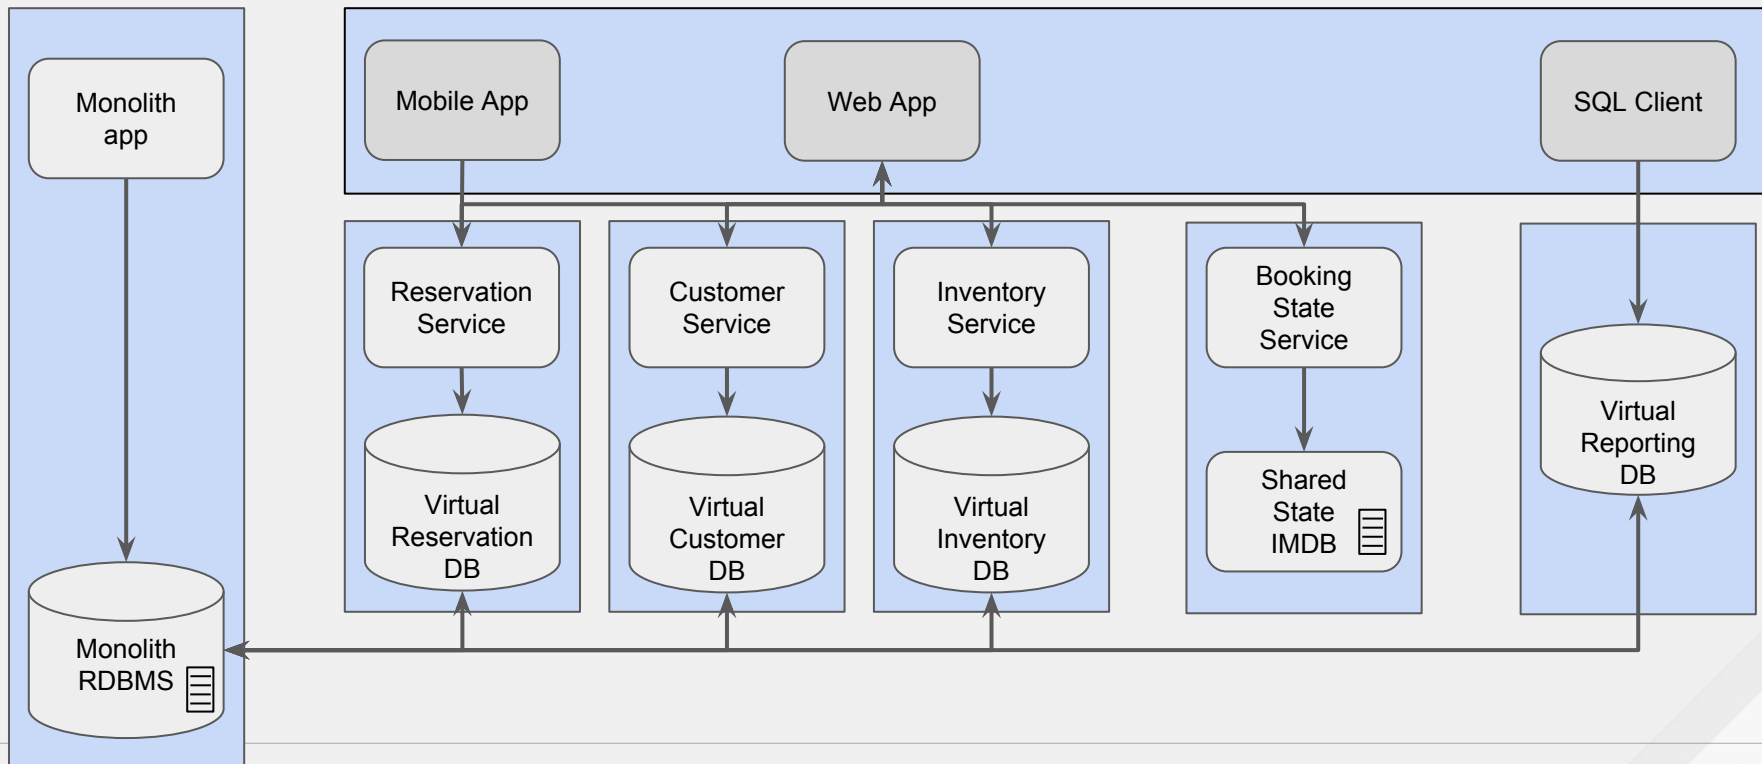 Monolith
app
Mobile App
Web App
SQL Client
Reservation
Service
Customer
Service
Inventory
Service
Booking
State
Service
Virtual
Reservation
DB
Virtual
Customer
DB
Virtual
Inventory
DB
Shared
State
IMDB
Virtual
Reporting
DB
Monolith
RDBMS